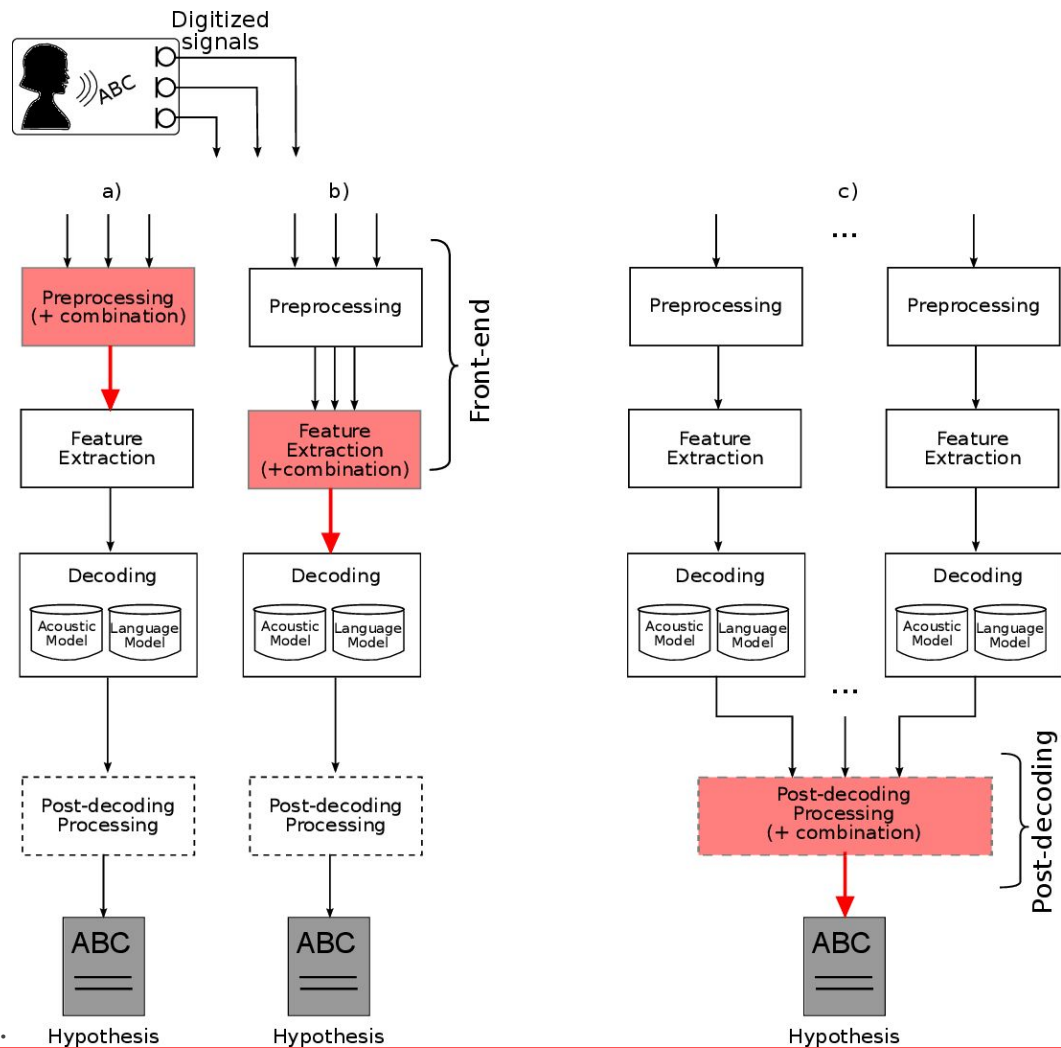 Digitized
signals
ABC
a)
b)
c)
...
Preprocessing
(+ combination)
Preprocessing
Preprocessing
Preprocessing
Front-end
Feature
Extraction
Feature
Extraction
(+combination)
Feature
Extraction
Feature
Extraction
Decoding
Acoustic
Model
Language
Model
Decoding
Acoustic
Model
Language
Model
Decoding
Acoustic
Model
Language
Model
Decoding
Acoustic
Model
Language
Model
...
Post-decoding
Processing
Post-decoding
Processing
Post-decoding
Processing
(+ combination)
Post-decoding
ABC
ABC
ABC
Hypothesis
Hypothesis
Hypothesis